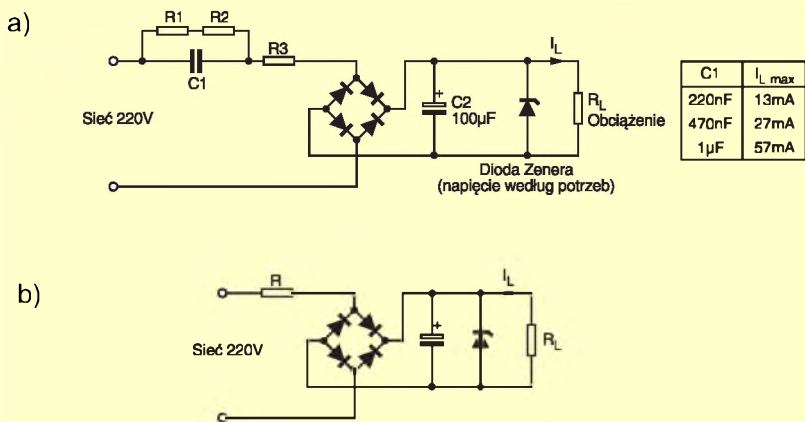 a)
R1 R2
C1
R3
Sieć 220V
C2
100µF
I_L
R_L
Obciążenie
Dioda Zenera
(napięcie według potrzeb)
C1 I_L max
220nF 13mA
470nF 27mA
1µF 57mA
b)
R
Sieć 220V
I_L
R_L